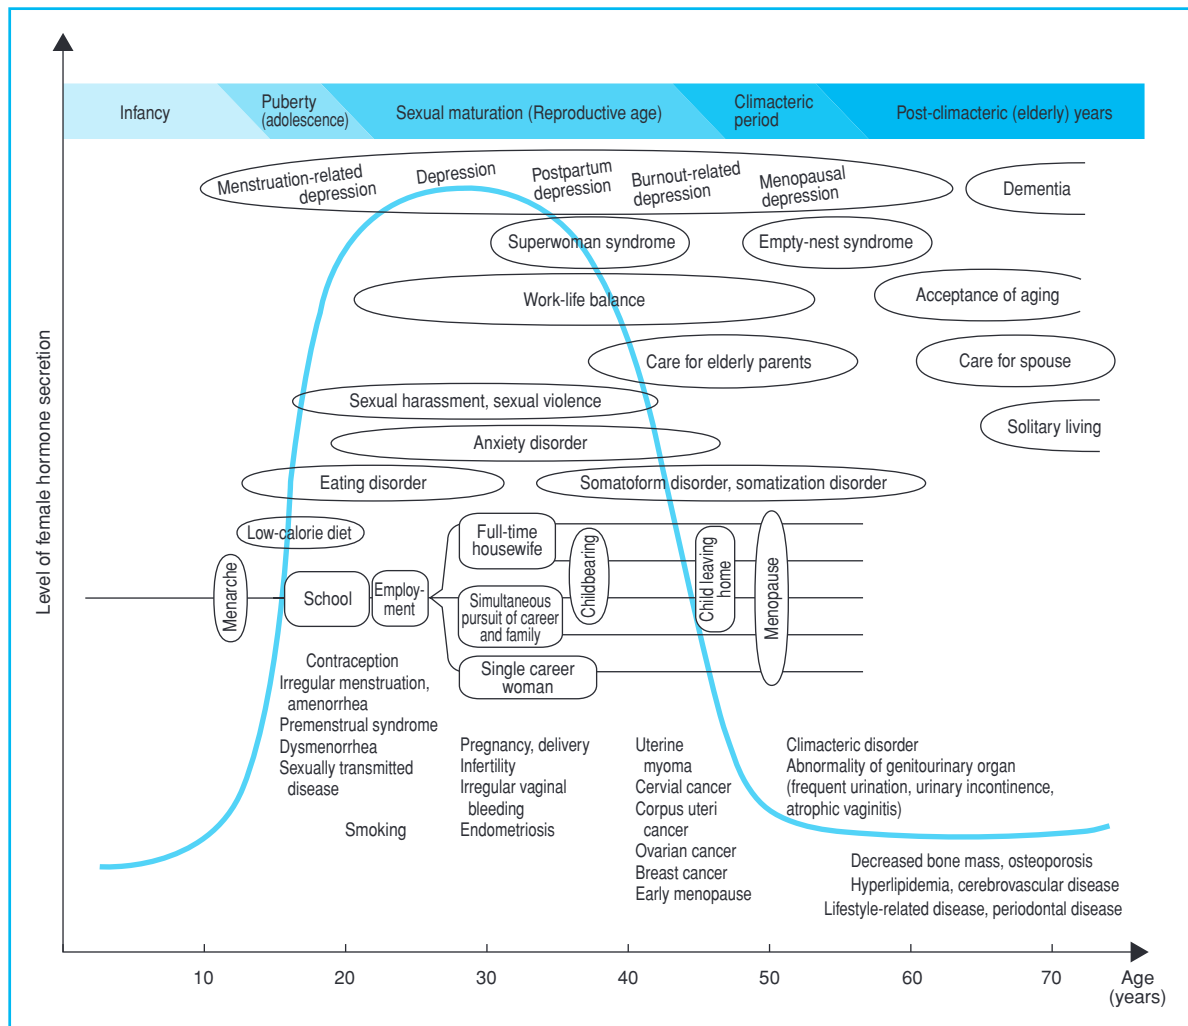 Infancy
Puberty
(adolescence)
Sexual maturation (Reproductive age)
Climacteric
period
Post-climacteric (elderly) years
Menstruation-related
depression
Depression
Postpartum
depression
Burnout-related
depression
Menopausal
depression
Dementia
Superwoman syndrome
Empty-nest syndrome
Work-life balance
Acceptance of aging
Care for elderly parents
Care for spouse
Sexual harassment, sexual violence
Solitary living
Anxiety disorder
Eating disorder
Somatoform disorder, somatization disorder
Low-calorie diet
Menarche
School
Employ-
ment
Full-time
housewife
Simultaneous
pursuit of career
and family
Single career
woman
Childbearing
Child leaving
home
Menopause
Contraception
Irregular menstruation,
amenorrhea
Premenstrual syndrome
Dysmenorrhea
Sexually transmitted
disease
Smoking
Pregnancy, delivery
Infertility
Irregular vaginal
bleeding
Endometriosis
Uterine
myoma
Cervial cancer
Corpus uteri
cancer
Ovarian cancer
Breast cancer
Early menopause
Climacteric disorder
Abnormality of genitourinary organ
(frequent urination, urinary incontinence,
atrophic vaginitis)
Decreased bone mass, osteoporosis
Hyperlipidemia, cerebrovascular disease
Lifestyle-related disease, periodontal disease
Level of female hormone secretion
10 20 30 40 50 60 70
Age
(years)